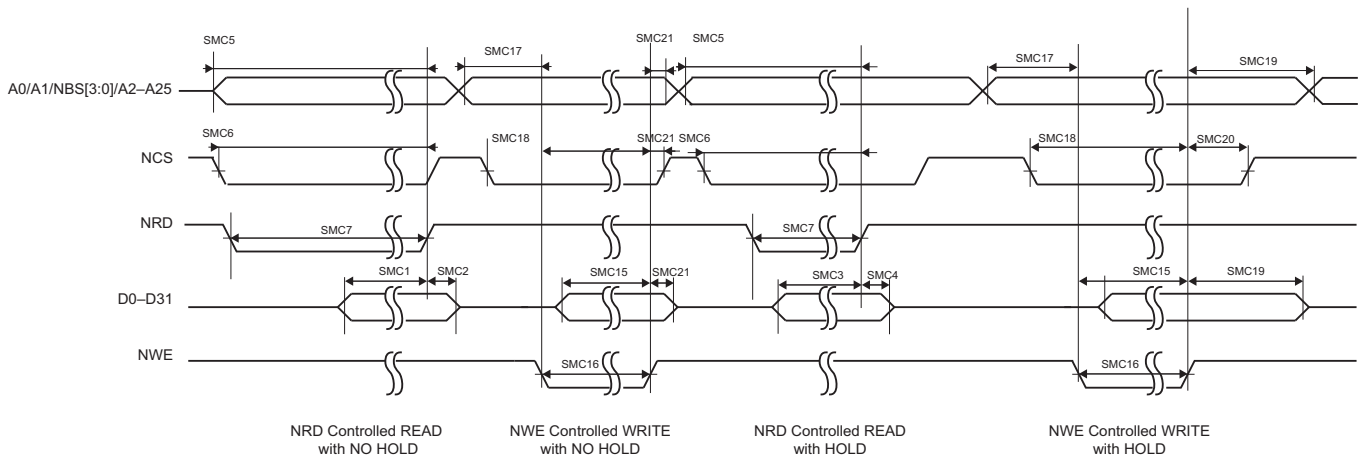 SMC5
SMC17
SMC21
SMC5
SMC17
SMC19
A0/A1/NBS[3:0]/A2–A25
SMC6
SMC18
SMC21
SMC6
SMC18
SMC20
NCS
NRD
SMC7
SMC7
SMC1
SMC2
SMC15
SMC21
SMC3
SMC4
SMC15
SMC19
D0–D31
NWE
SMC16
SMC16
NRD Controlled READ
with NO HOLD
NWE Controlled WRITE
with NO HOLD
NRD Controlled READ
with HOLD
NWE Controlled WRITE
with HOLD